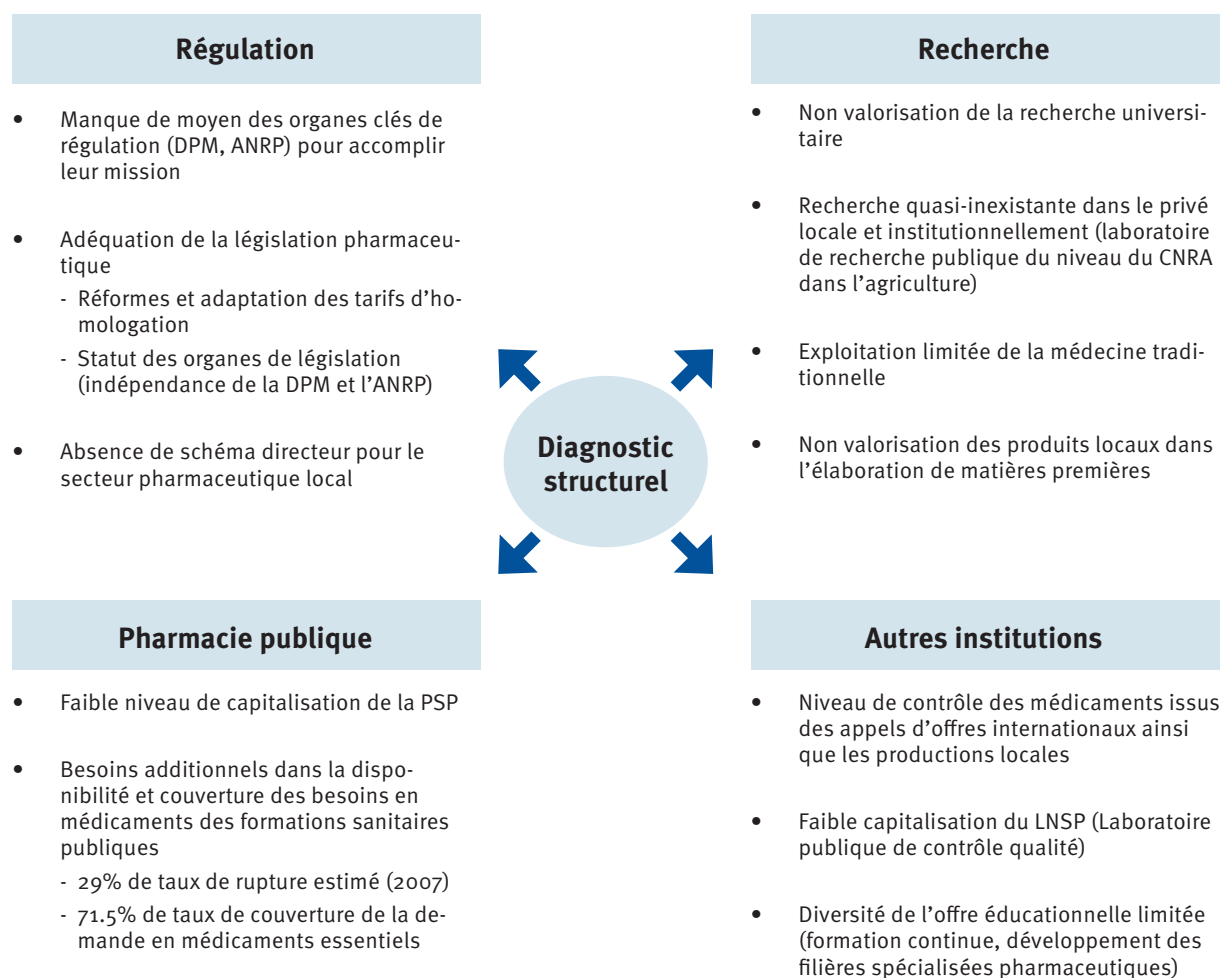 Régulation
• Manque de moyen des organes clés de
régulation (DPM, ANRP) pour accomplir
leur mission
• Adéquation de la législation pharmaceu-
tique
- Réformes et adaptation des tarifs d’ho-
mologation
- Statut des organes de législation
(indépendance de la DPM et l’ANRP)
• Absence de schéma directeur pour le
secteur pharmaceutique local
Recherche
• Non valorisation de la recherche universi-
taire
• Recherche quasi-inexistante dans le privé
locale et institutionnellement (laboratoire
de recherche publique du niveau du CNRA
dans l’agriculture)
• Exploitation limitée de la médecine tradi-
tionnelle
• Non valorisation des produits locaux dans
l’élaboration de matières premières
Diagnostic
structurel
Pharmacie publique
• Faible niveau de capitalisation de la PSP
• Besoins additionnels dans la dispo-
nibilité et couverture des besoins en
médicaments des formations sanitaires
publiques
- 29% de taux de rupture estimé (2007)
- 71.5% de taux de couverture de la de-
mande en médicaments essentiels
Autres institutions
• Niveau de contrôle des médicaments issus
des appels d’offres internationaux ainsi
que les productions locales
• Faible capitalisation du LNSP (Laboratoire
publique de contrôle qualité)
• Diversité de l’offre éducationnelle limitée
(formation continue, développement des
filières spécialisées pharmaceutiques)